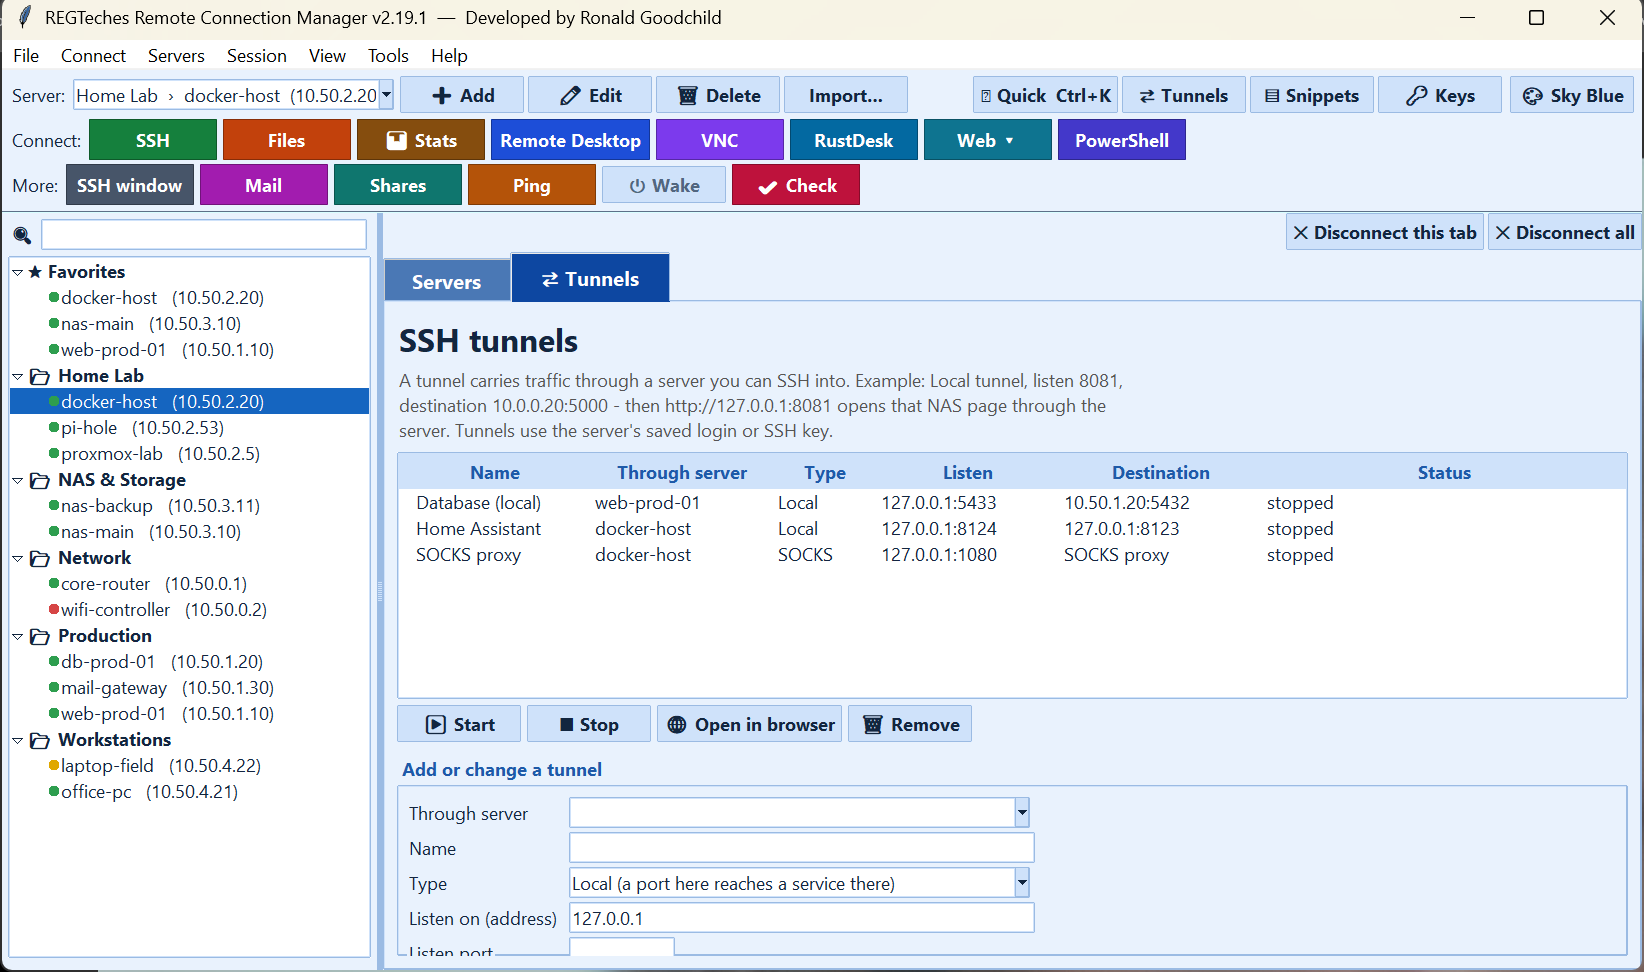 REGTeches Remote Connection Manager v2.19.1 — Developed by Ronald Goodchild
File Connect Servers Session View Tools Help
Server: Home Lab › docker-host (10.50.2.20 Add Edit Delete Import... Quick Ctrl+K Tunnels Snippets Keys Sky Blue
Connect: SSH Files Stats Remote Desktop VNC RustDesk Web PowerShell
More: SSH window Mail Shares Ping Wake Check
Disconnect this tab Disconnect all
★ Favorites
docker-host (10.50.2.20)
nas-main (10.50.3.10)
web-prod-01 (10.50.1.10)
Home Lab
docker-host (10.50.2.20)
pi-hole (10.50.2.53)
proxmox-lab (10.50.2.5)
NAS & Storage
nas-backup (10.50.3.11)
nas-main (10.50.3.10)
Network
core-router (10.50.0.1)
wifi-controller (10.50.0.2)
Production
db-prod-01 (10.50.1.20)
mail-gateway (10.50.1.30)
web-prod-01 (10.50.1.10)
Workstations
laptop-field (10.50.4.22)
office-pc (10.50.4.21)
Servers ⇄ Tunnels
SSH tunnels
A tunnel carries traffic through a server you can SSH into. Example: Local tunnel, listen 8081,
destination 10.0.0.20:5000 - then http://127.0.0.1:8081 opens that NAS page through the
server. Tunnels use the server's saved login or SSH key.
Name Through server Type Listen Destination Status
Database (local) web-prod-01 Local 127.0.0.1:5433 10.50.1.20:5432 stopped
Home Assistant docker-host Local 127.0.0.1:8124 127.0.0.1:8123 stopped
SOCKS proxy docker-host SOCKS 127.0.0.1:1080 SOCKS proxy stopped
Start Stop Open in browser Remove
Add or change a tunnel
Through server
Name
Type Local (a port here reaches a service there)
Listen on (address) 127.0.0.1
Listen port